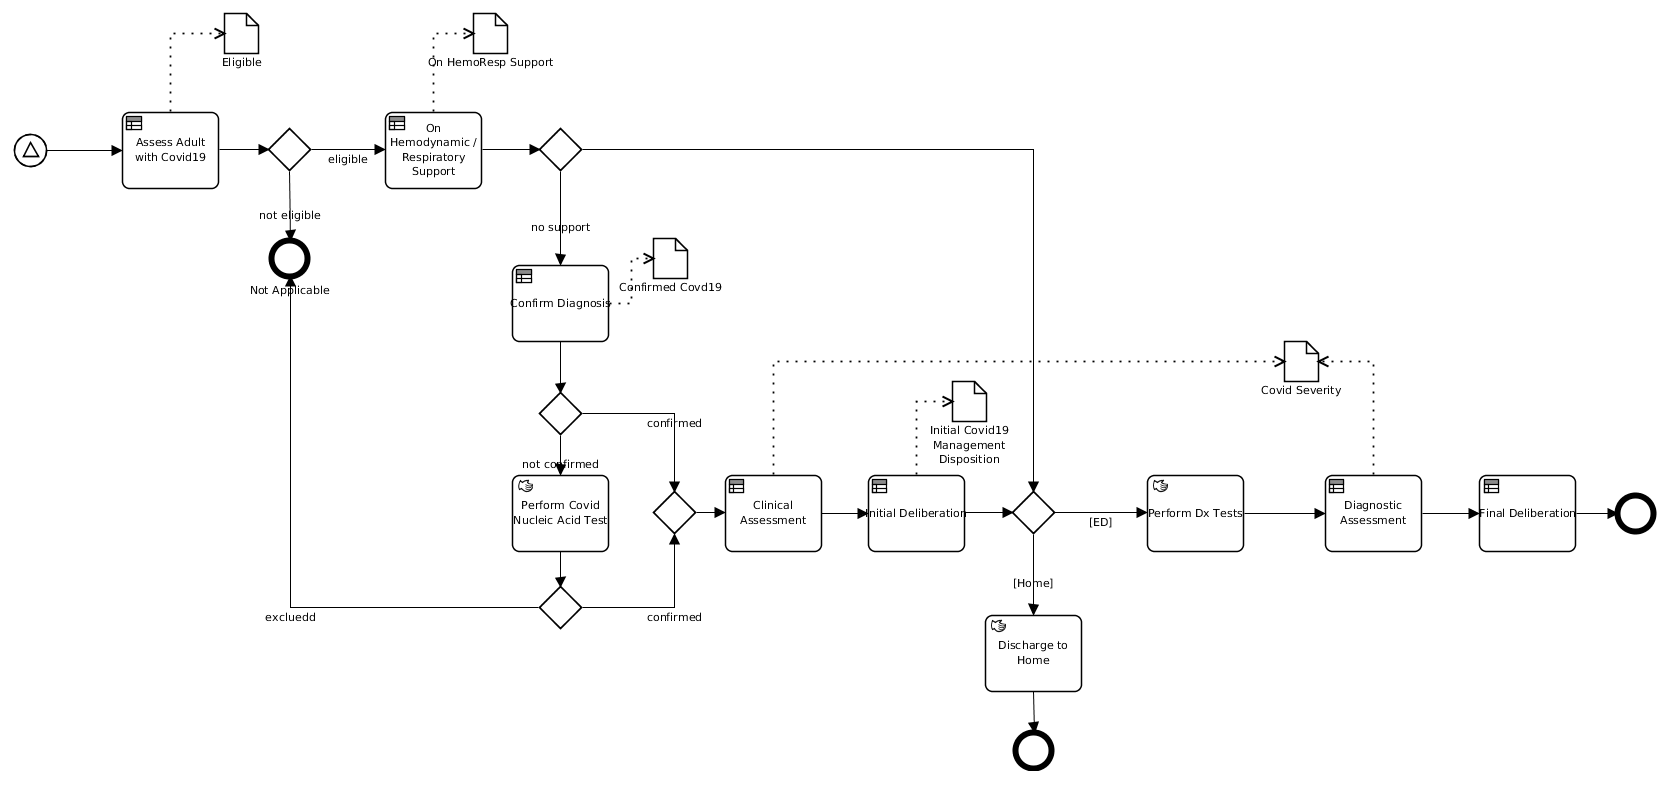 Eligible
On HemoResp Support
Assess Adult
with Covid19
eligible
On
Hemodynamic /
Respiratory
Support
not eligible
Not Applicable
no support
Confirm Diagnosis
Confirmed Covd19
confirmed
not confirmed
Perform Covid
Nucleic Acid Test
excluedd
confirmed
Clinical
Assessment
Initial Covid19
Management
Disposition
Initial Deliberation
Covid Severity
[ED]
Perform Dx Tests
Diagnostic
Assessment
Final Deliberation
[Home]
Discharge to
Home